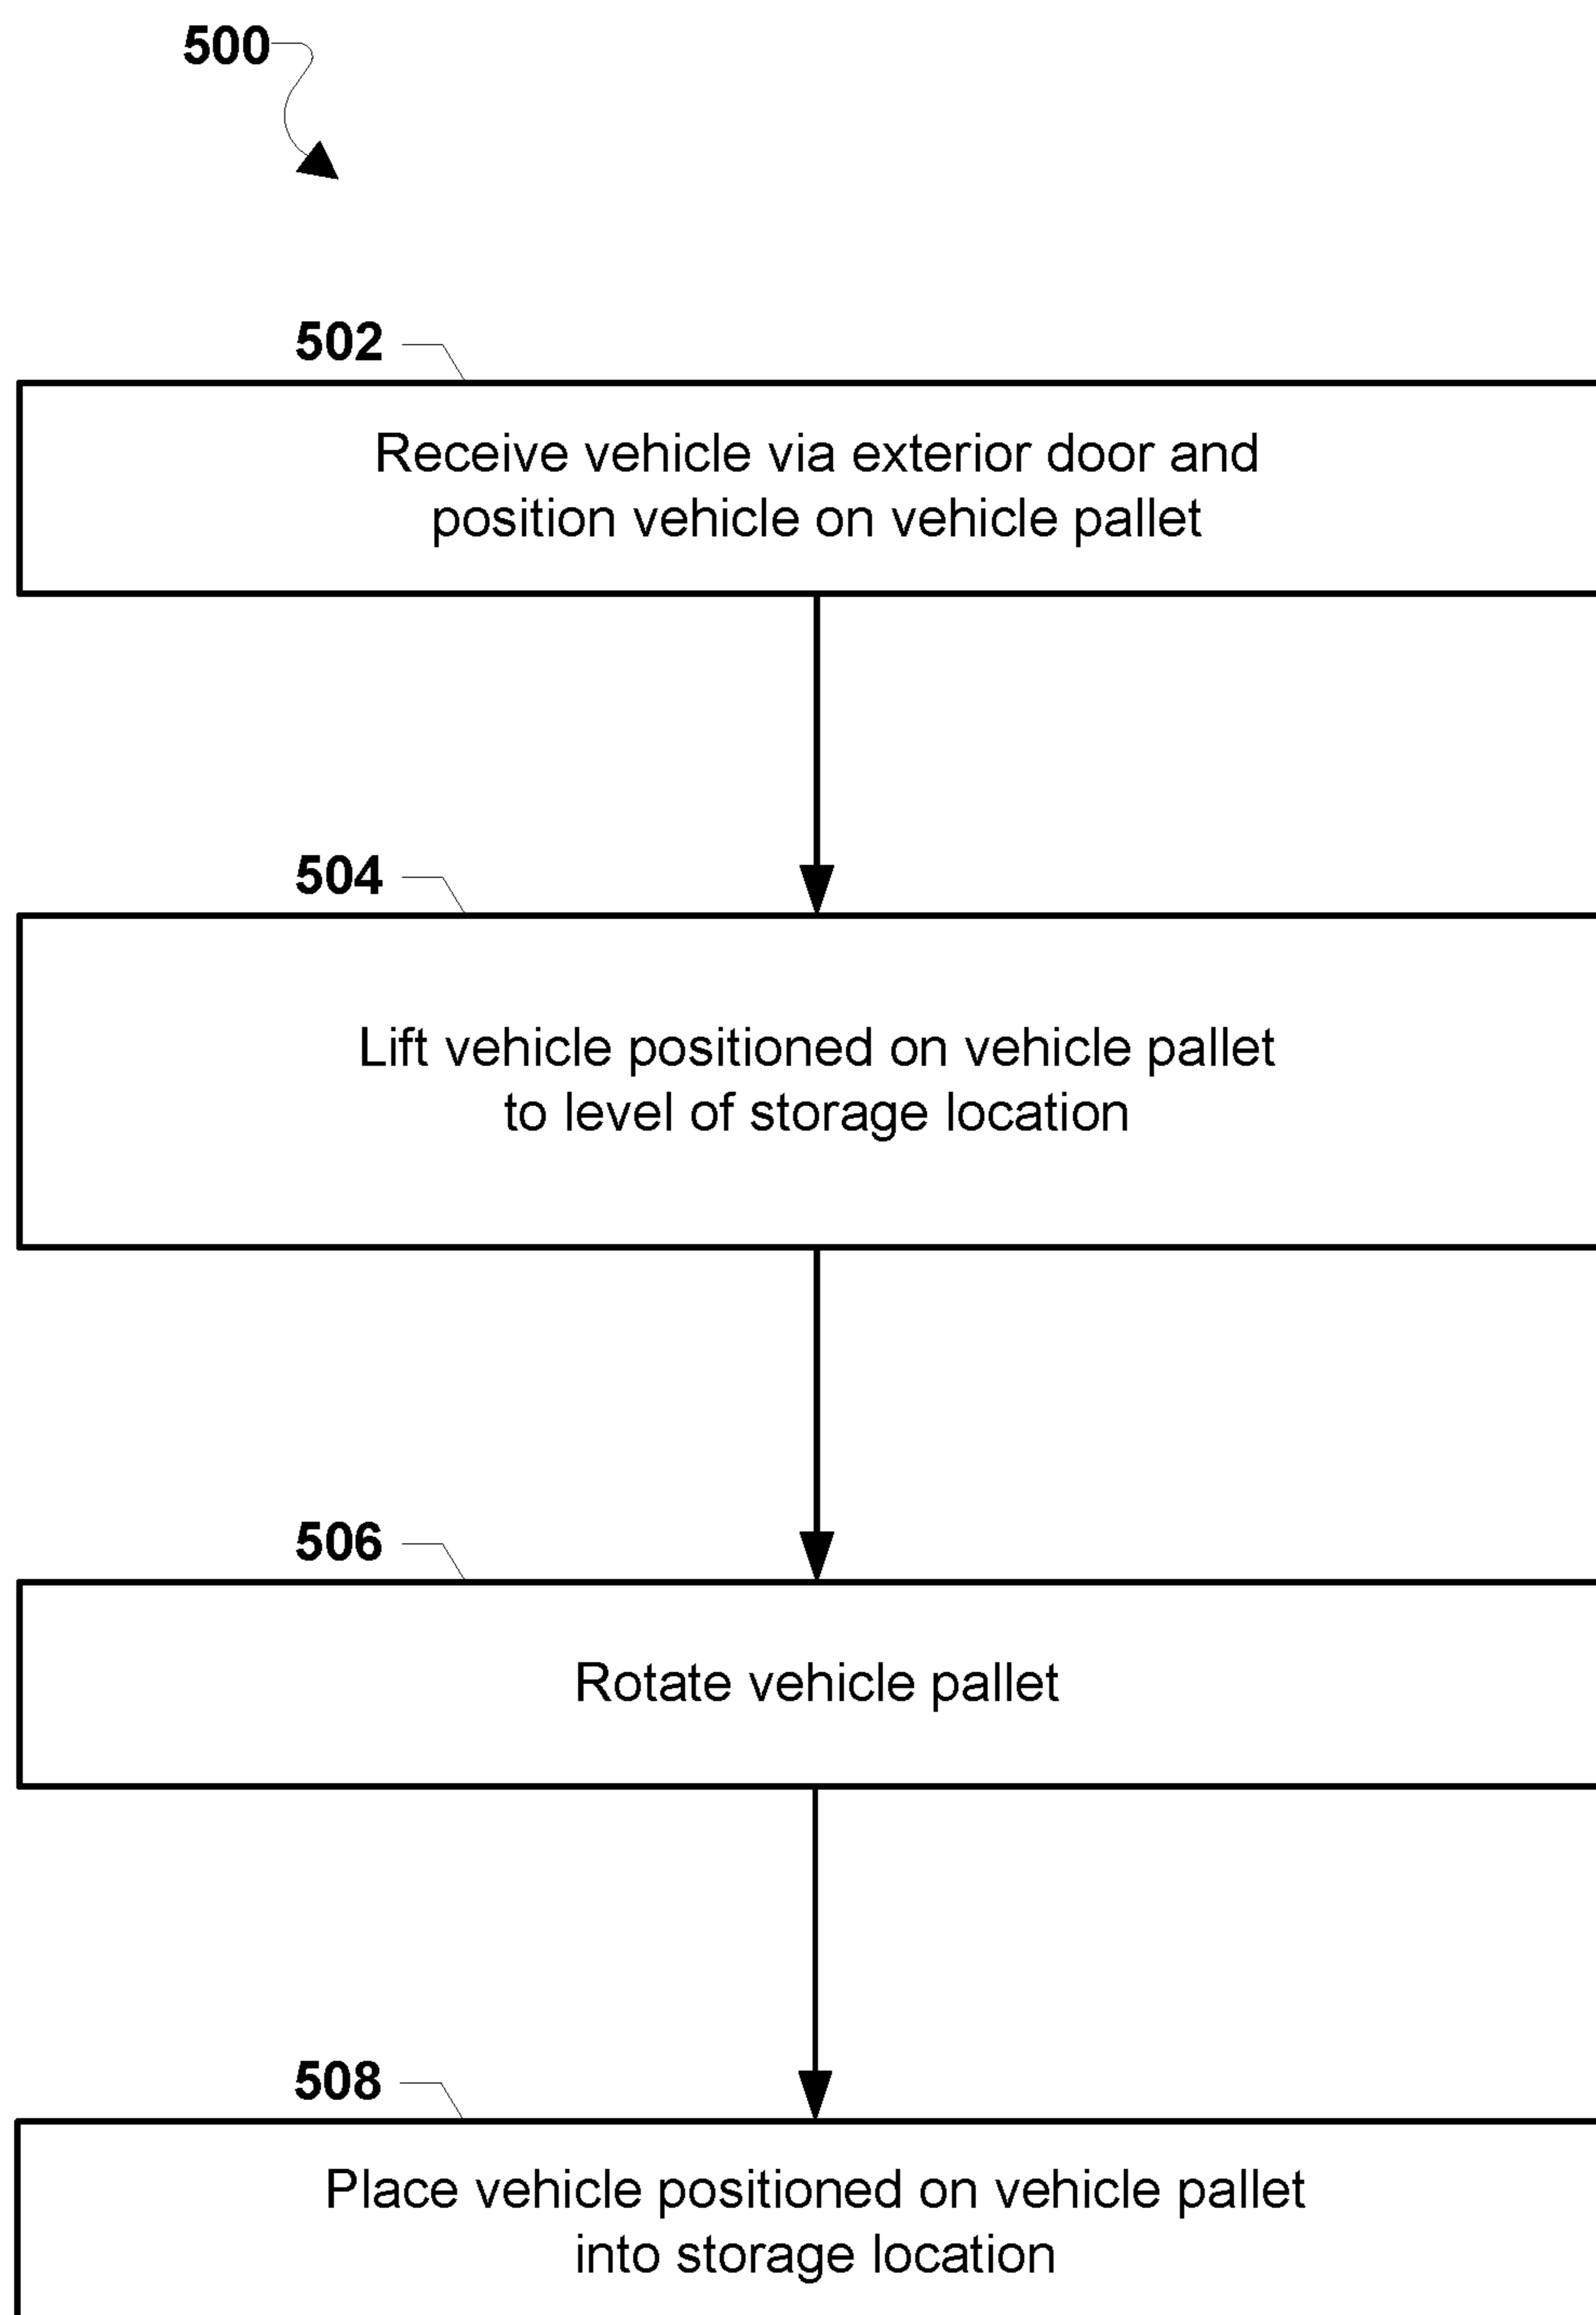 500
502
Receive vehicle via exterior door and
position vehicle on vehicle pallet
504
Lift vehicle positioned on vehicle pallet
to level of storage location
506
Rotate vehicle pallet
508
Place vehicle positioned on vehicle pallet
into storage location